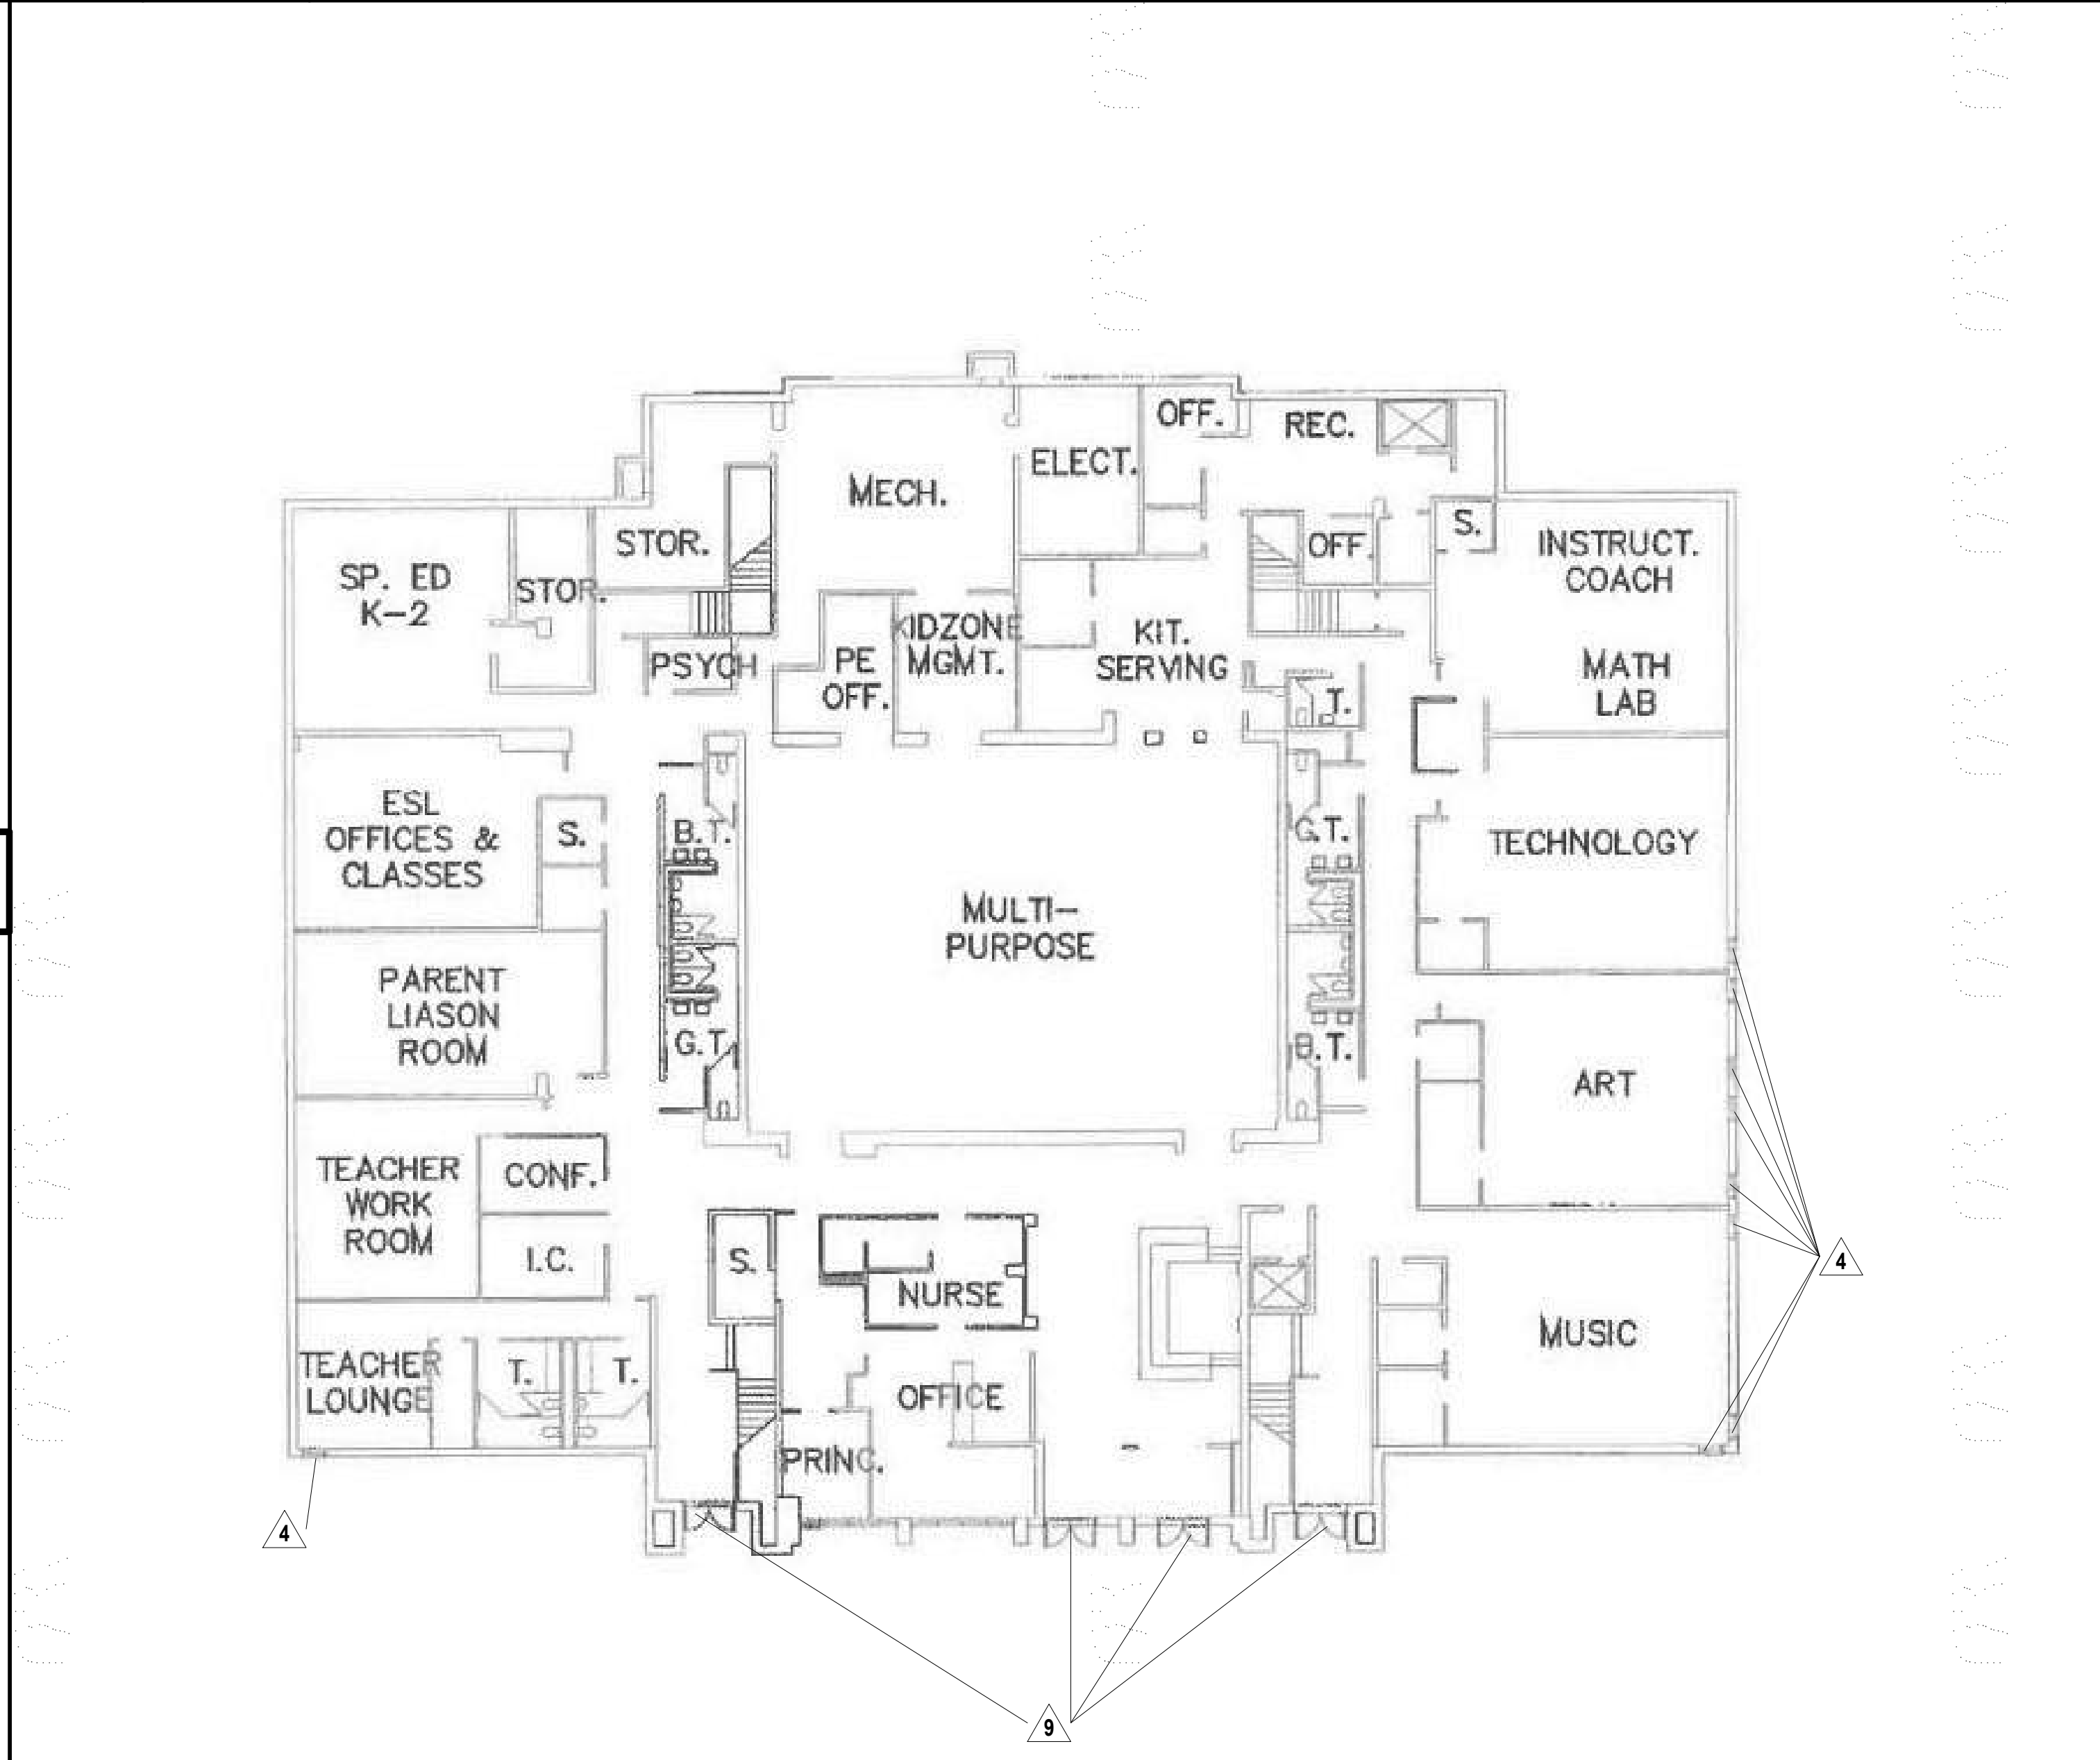 OFF.
REC.
ELECT.
MECH.
S.
STOR.
OFF.
INSTRUCT.
COACH
SP. ED
K-2
STOR.
KIDZONE
MGMT.
KIT.
SERVING
PSYCH
PE
OFF.
MATH
LAB
T.
ESL
OFFICES &
CLASSES
S.
B.T.
G.T.
TECHNOLOGY
MULTI-
PURPOSE
PARENT
LIASON
ROOM
G.T.
B.T.
ART
TEACHER
WORK
ROOM
CONF.
I.C.
S.
NURSE
4
MUSIC
TEACHER
LOUNGE
T.
T.
OFFICE
PRINC.
4
9